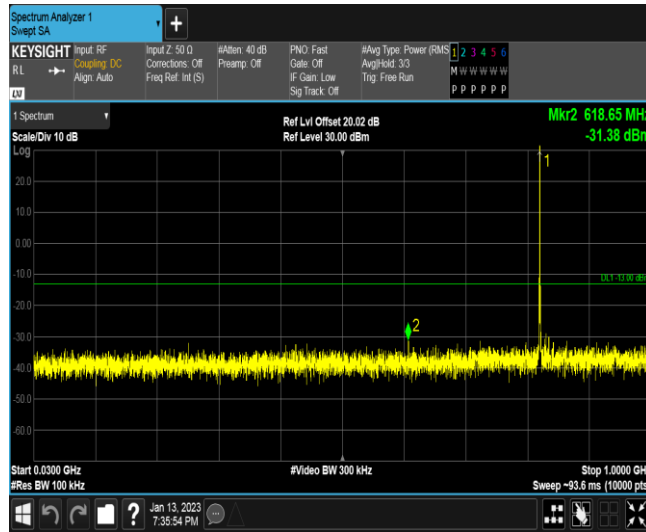 Spectrum Analyzer 1
Swept SA
KEYSIGHT
RL
LXI
Input: RF
Coupling: DC
Align: Auto
Input Z: 50 Ω
Corrections: Off
Freq Ref: Int (S)
#Atten: 40 dB
Preamp: Off
PNO: Fast
Gate: Off
IF Gain: Low
Sig Track: Off
#Avg Type: Power (RMS
Avg|Hold: 3/3
Trig: Free Run
1 2 3 4 5 6
M W W W W W
P P P P P P
1 Spectrum
Scale/Div 10 dB
Ref Lvl Offset 20.02 dB
Ref Level 30.00 dBm
Mkr2 618.65 MHz
-31.38 dBm
Log
1
20.0
10.0
0.00
-10.0
DL1 -13.00 dBm
-20.0
-30.0
2
-40.0
-50.0
-60.0
Start 0.0300 GHz
#Res BW 100 kHz
#Video BW 300 kHz
Stop 1.0000 GHz
Sweep ~93.6 ms (10000 pts
?
Jan 13, 2023
7:35:54 PM